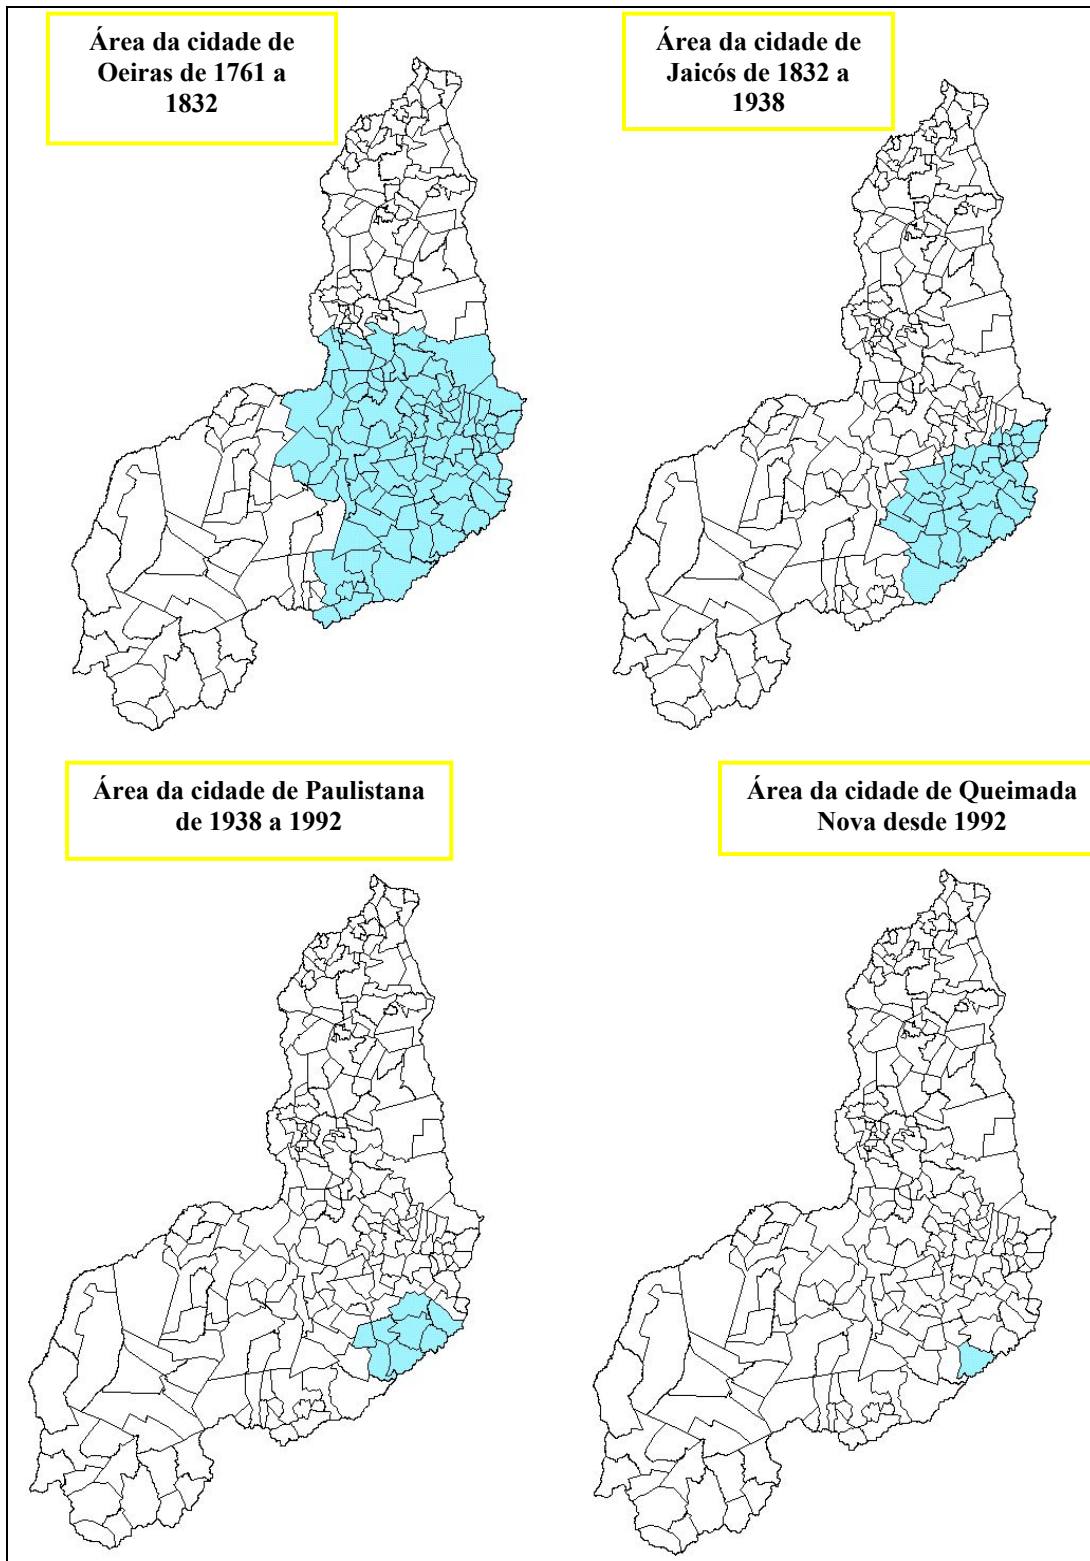 Área da cidade de
Oeiras de 1761 a
1832
Área da cidade de
Jaicós de 1832 a
1938
Área da cidade de Paulistana
de 1938 a 1992
Área da cidade de Queimada
Nova desde 1992